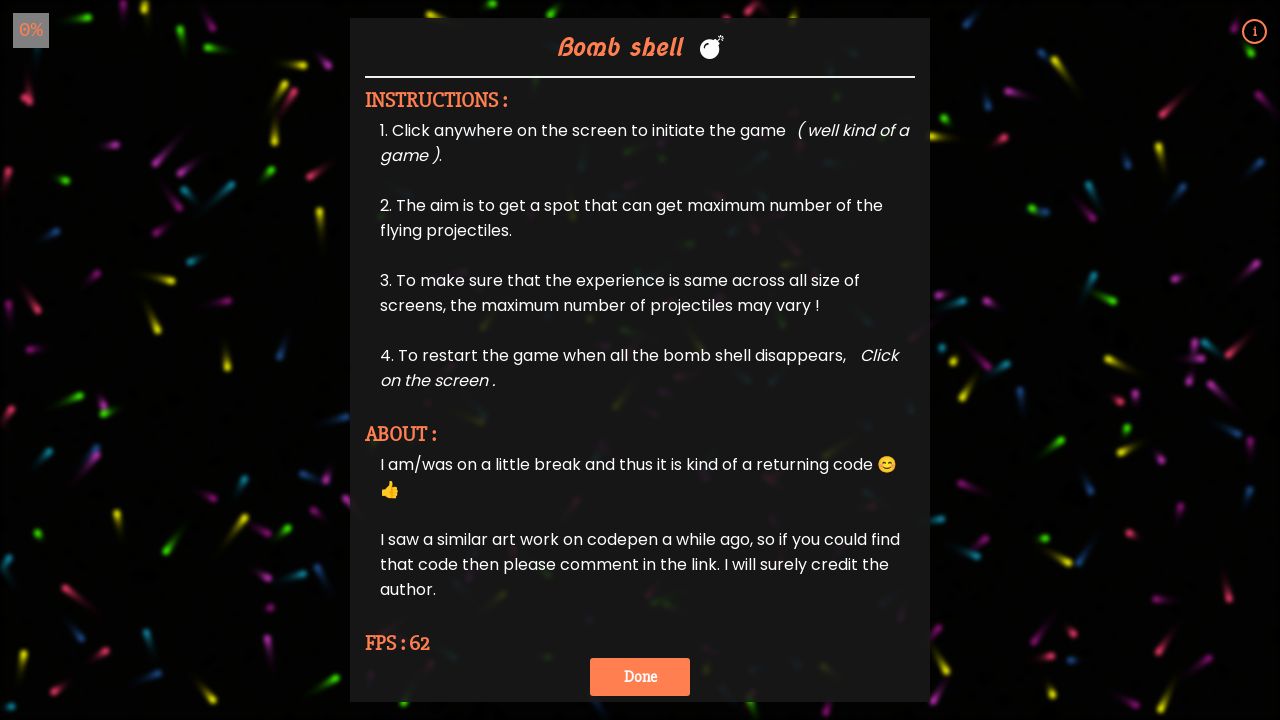 0%
Bomb shell 💣
i
INSTRUCTIONS :
1. Click anywhere on the screen to initiate the game ( well kind of a
game ).
2. The aim is to get a spot that can get maximum number of the
flying projectiles.
3. To make sure that the experience is same across all size of
screens, the maximum number of projectiles may vary !
4. To restart the game when all the bomb shell disappears, Click
on the screen .
ABOUT :
I am/was on a little break and thus it is kind of a returning code 😊
👍
I saw a similar art work on codepen a while ago, so if you could find
that code then please comment in the link. I will surely credit the
author.
FPS : 62
Done